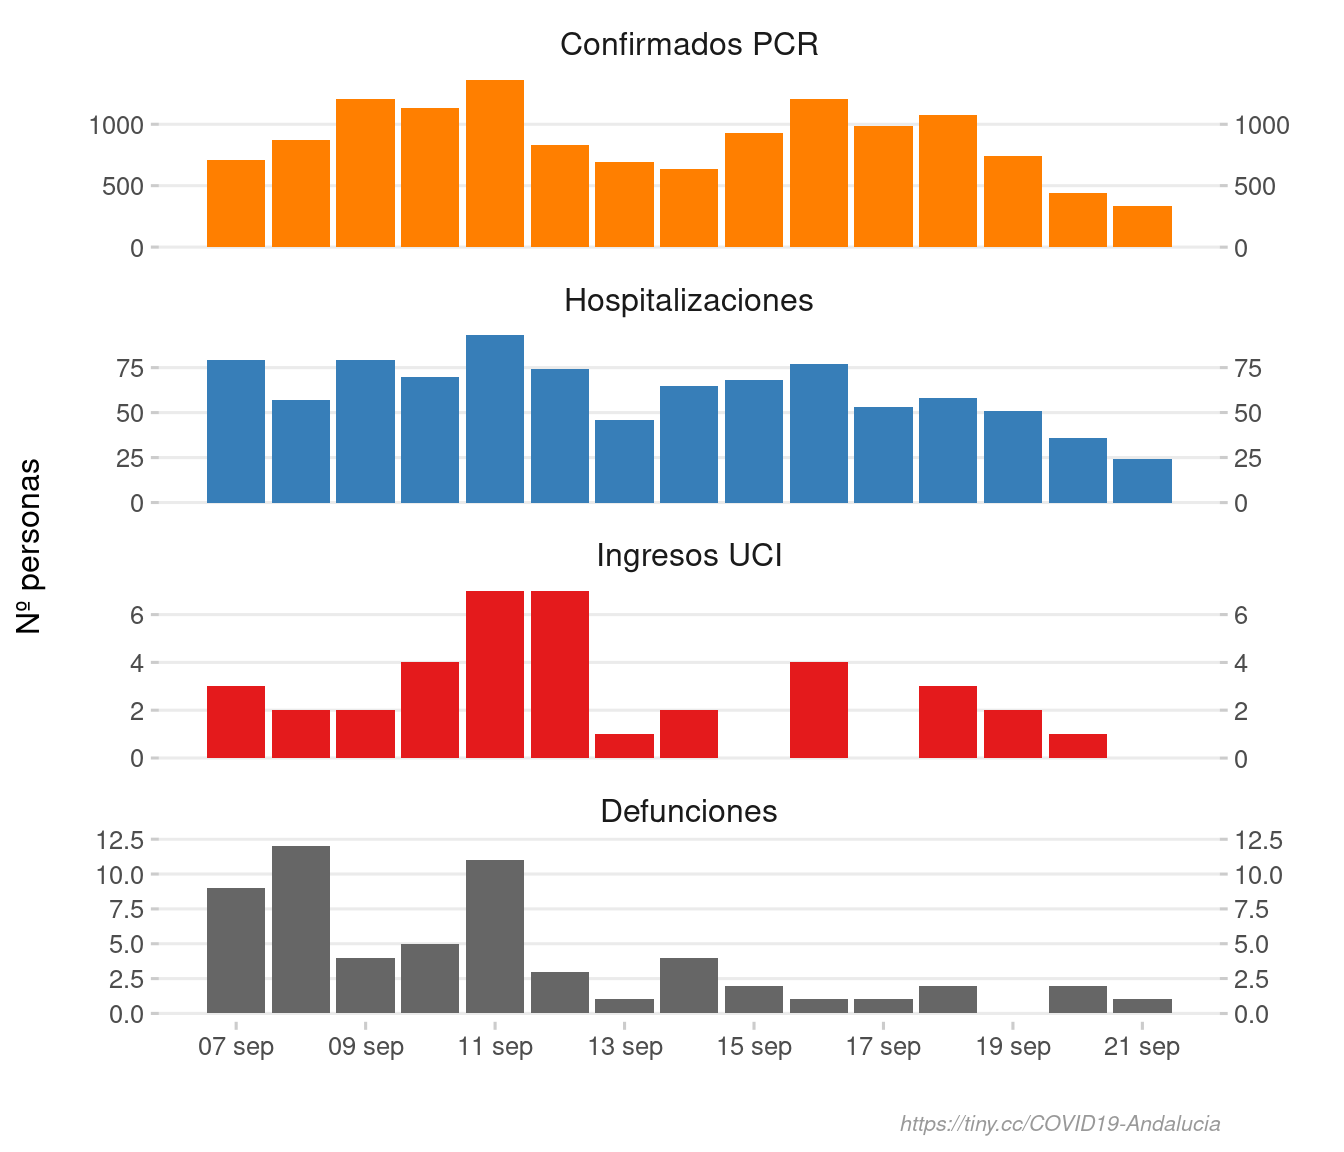 Confirmados PCR
1000 1000
500 500
0 0
Hospitalizaciones
75 75
50 50
25 25
0 0
Nº personas
Ingresos UCI
6 6
4 4
2 2
0 0
Defunciones
12.5 12.5
10.0 10.0
7.5 7.5
5.0 5.0
2.5 2.5
0.0 0.0
07 sep 09 sep 11 sep 13 sep 15 sep 17 sep 19 sep 21 sep
https://tiny.cc/COVID19-Andalucia